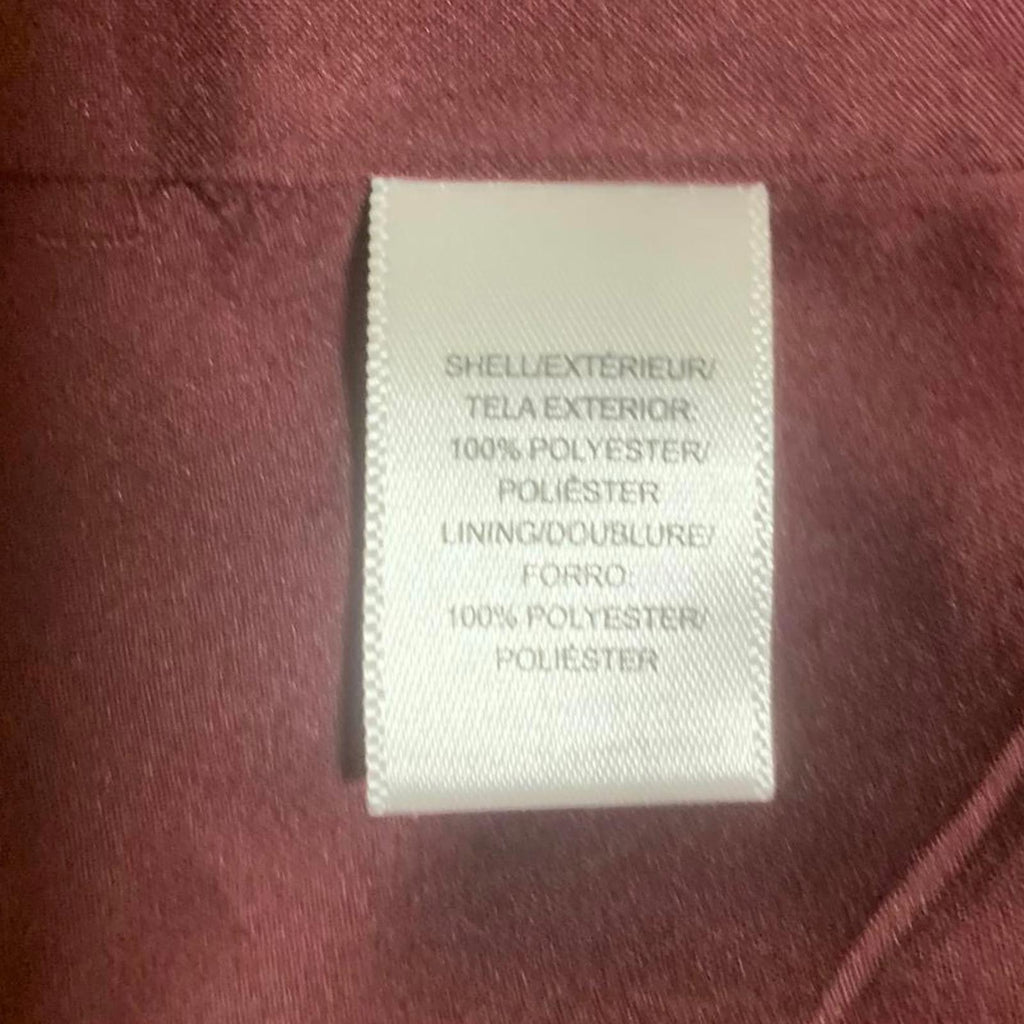 SHELL/EXTÉRIEUR/
TELA EXTERIOR:
100% POLYESTER/
POLIÉSTER
LINING/DOUBLURE/
FORRO:
100% POLYESTER/
POLIÉSTER